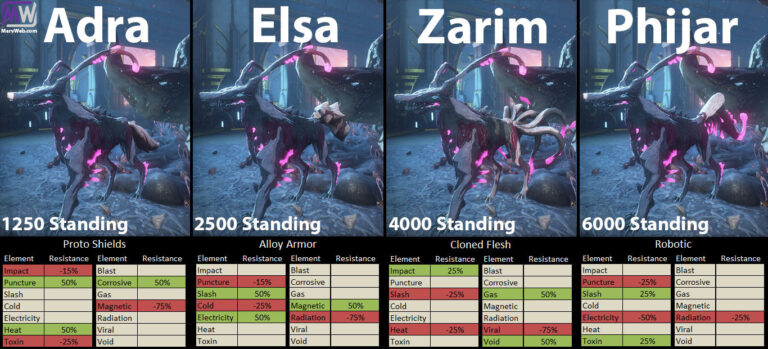 MW
MaryWeb.com
Adra
Elsa
Zarim
Phijar
1250 Standing
2500 Standing
4000 Standing
6000 Standing
Proto Shields
Element Resistance Element Resistance
Impact -15% Blast
Puncture 50% Corrosive 50%
Slash Gas
Cold Magnetic -75%
Electricity Radiation
Heat 50% Viral
Toxin -25% Void
Alloy Armor
Element Resistance Element Resistance
Impact Blast
Puncture -15% Corrosive
Slash 50% Gas
Cold -25% Magnetic 50%
Electricity 50% Radiation -75%
Heat Viral
Toxin Void
Cloned Flesh
Element Resistance Element Resistance
Impact 25% Blast
Puncture Corrosive
Slash -25% Gas 50%
Cold Magnetic
Electricity Radiation
Heat -25% Viral -75%
Toxin Void 50%
Robotic
Element Resistance Element Resistance
Impact Blast
Puncture -25% Corrosive
Slash 25% Gas
Cold Magnetic
Electricity -50% Radiation -25%
Heat Viral
Toxin 25% Void